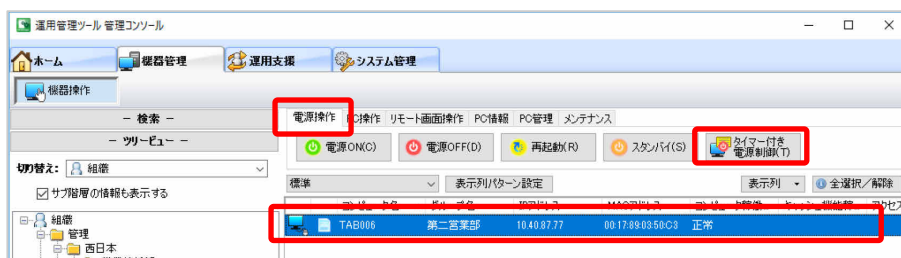 運用管理ツール 管理コンソール
ホーム 機器管理 運用支援 システム管理
機器操作
－ 検索 －
－ ツリービュー －
切り替え： 組織
サブ階層の情報も表示する
組織
管理
西日本
電源操作 PC操作 リモート画面操作 PC情報 PC管理 メンテナンス
電源ON(C) 電源OFF(D) 再起動(R) スタンバイ(S) タイマー付き
電源制御(T)
標準 表示列パターン設定 表示列 全選択／解除
TAB006 第二営業部 10.40.87.77 00:17:89:03:50:C3 正常